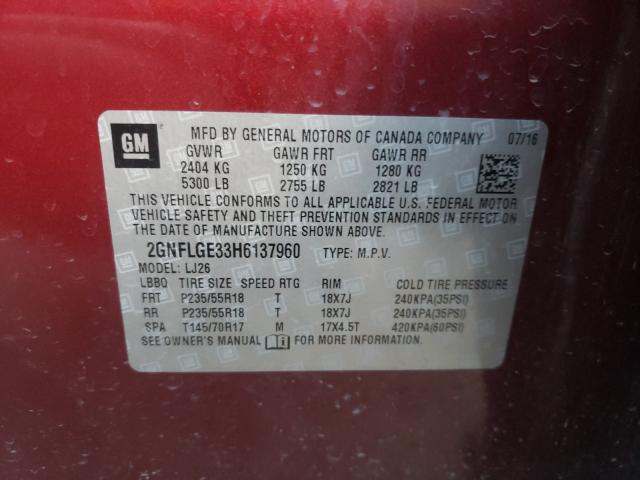 GM
MFD BY GENERAL MOTORS OF CANADA COMPANY 07/16
GVWR GAWR FRT GAWR RR
2404 KG 1250 KG 1280 KG
5300 LB 2755 LB 2821 LB
THIS VEHICLE CONFORMS TO ALL APPLICABLE U.S. FEDERAL MOTOR
VEHICLE SAFETY AND THEFT PREVENTION STANDARDS IN EFFECT ON
THE DATE OF MANUFACTURE SHOWN ABOVE.
2GNFLGE33H6137960 TYPE: M.P.V.
MODEL: LJ26
LBBQ TIRE SIZE SPEED RTG RIM COLD TIRE PRESSURE
FRT P235/55R18 T 18X7J 240KPA(35PSI)
RR P235/55R18 T 18X7J 240KPA(35PSI)
SPA T145/70R17 M 17X4.5T 420KPA(60PSI)
SEE OWNER'S MANUAL FOR MORE INFORMATION.